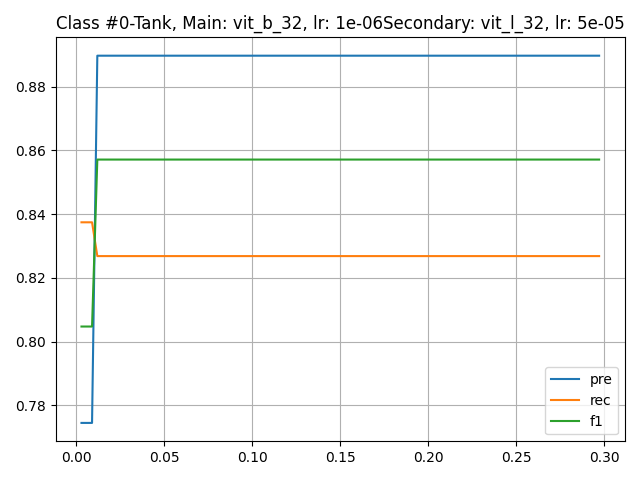 Class #0-Tank, Main: vit_b_32, lr: 1e-06Secondary: vit_l_32, lr: 5e-05
0.88
0.86
0.84
0.82
0.80
0.78
pre
rec
f1
0.00 0.05 0.10 0.15 0.20 0.25 0.30